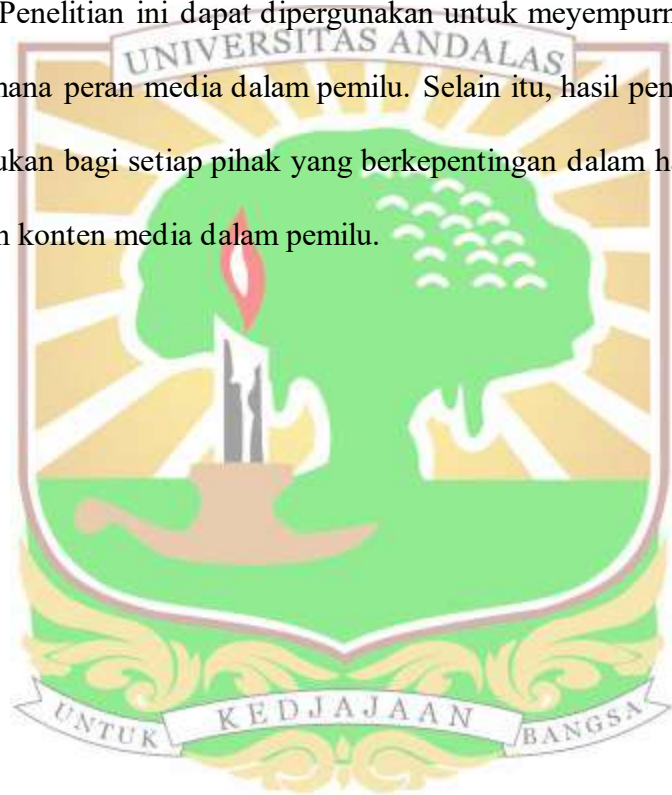 Penelitian ini dapat dipergunakan untuk meyempurn
UNIVERSITAS ANDALAS
mana peran media dalam pemilu. Selain itu, hasil pen
ukan bagi setiap pihak yang berkepentingan dalam h
n konten media dalam pemilu.
UNTUK KEDJAJAAN BANGSA